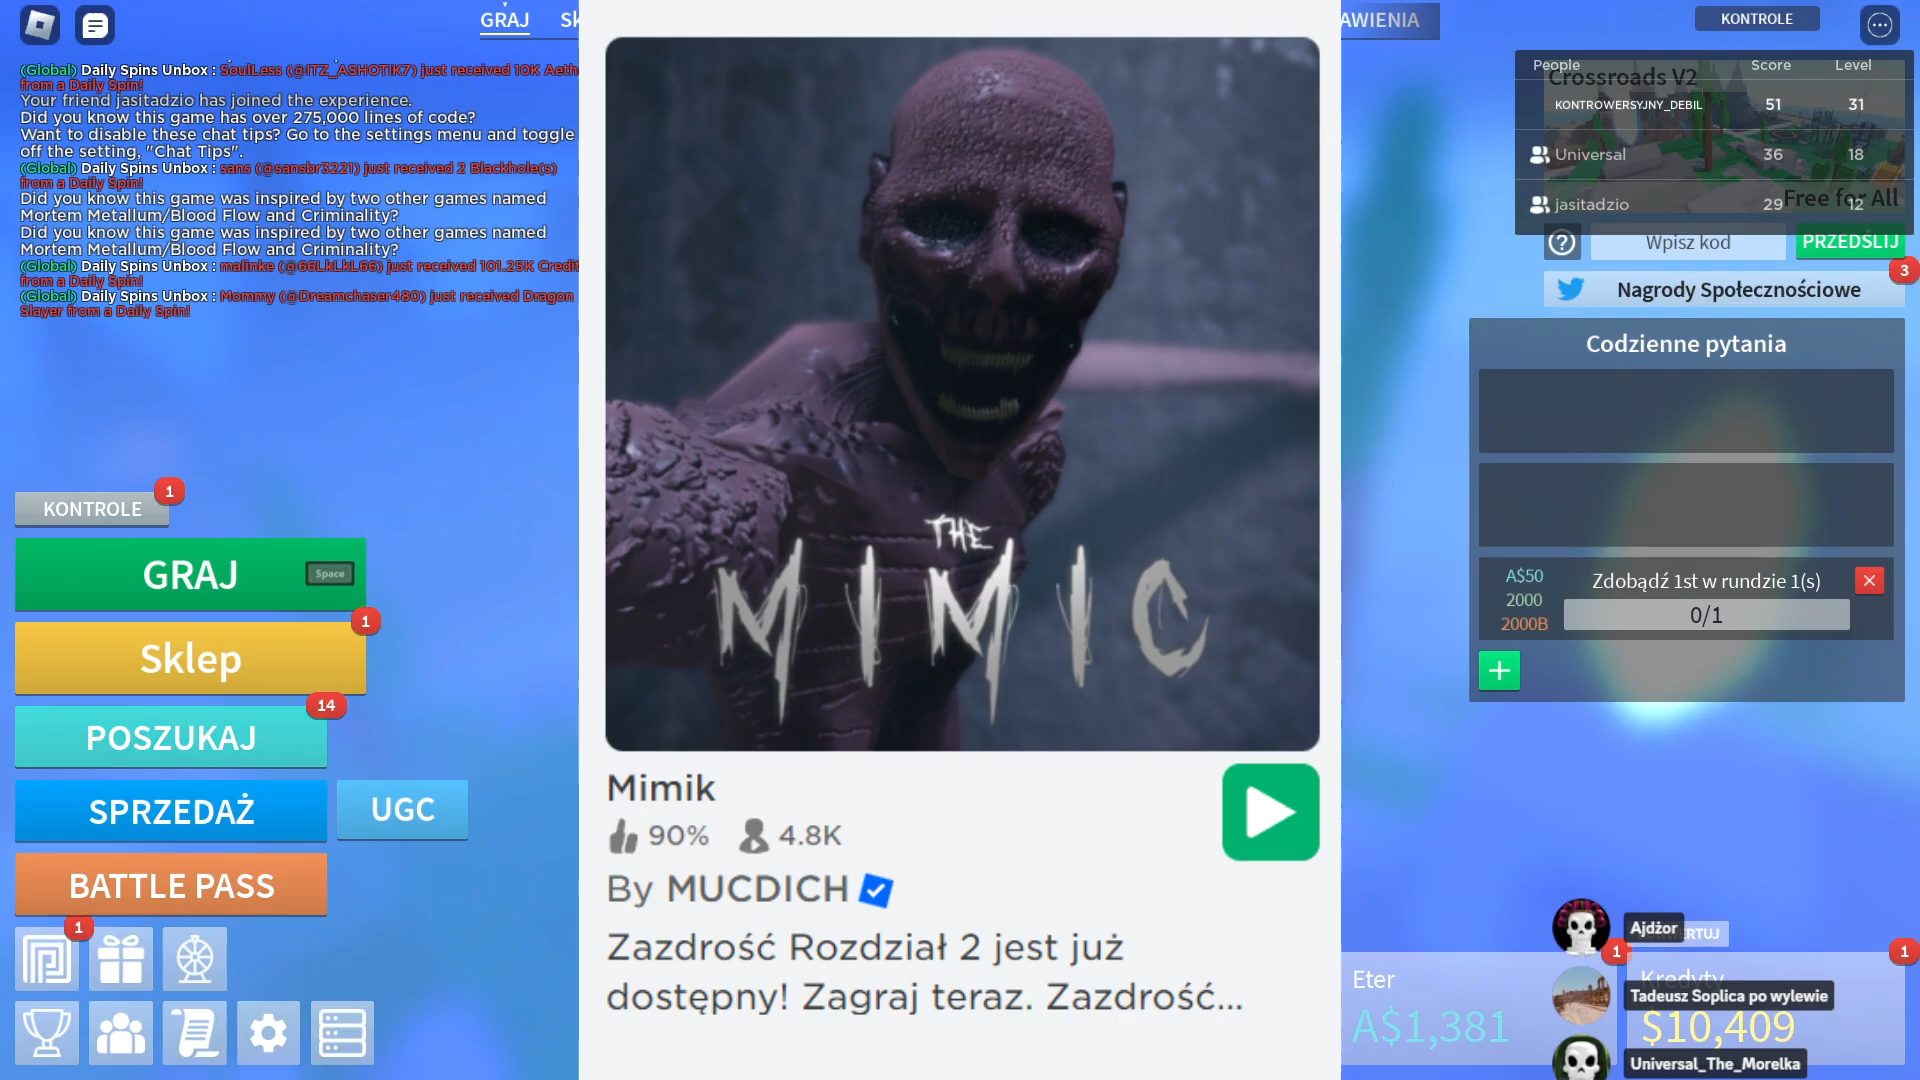 GRAJ
AWIENIA
KONTROLE
(Global) Daily Spins Unbox : SoulLess (@ITZ_ASHOTIK7) just received 10K Aeth
from a Daily Spin!
Your friend jasitadzio has joined the experience.
Did you know this game has over 275,000 lines of code?
Want to disable these chat tips? Go to the settings menu and toggle
off the setting, "Chat Tips".
(Global) Daily Spins Unbox : sans (@sansbr3221) just received 2 Blackhole(s)
from a Daily Spin!
Did you know this game was inspired by two other games named
Mortem Metallum/Blood Flow and Criminality?
Did you know this game was inspired by two other games named
Mortem Metallum/Blood Flow and Criminality?
(Global) Daily Spins Unbox : malinke (@66LkLkL66) just received 101.25K Credit
from a Daily Spin!
(Global) Daily Spins Unbox : Mommy (@Dreamchaser480) just received Dragon
Slayer from a Daily Spin!
KONTROLE
1
GRAJ
Space
Sklep
1
POSZUKAJ
14
SPRZEDAŻ
UGC
BATTLE PASS
1
THE
MIMIC
Mimik
90% 4.8K
By MUCDICH
Zazdrość Rozdział 2 jest już
dostępny! Zagraj teraz. Zazdrość...
People Score Level
Crossroads V2
KONTROWERSYJNY_DEBIL 51 31
Universal 36 18
jasitadzio 29 12
Free for All
Wpisz kod
PRZEDŚLIJ
3
Nagrody Społecznościowe
Codzienne pytania
A$50
2000
2000B
Zdobądź 1st w rundzie 1(s)
0/1
Ajdżor
ERTUJ
1
1
Eter
A$1,381
Kredyty
Tadeusz Soplica po wylewie
$10,409
Universal_The_Morelka